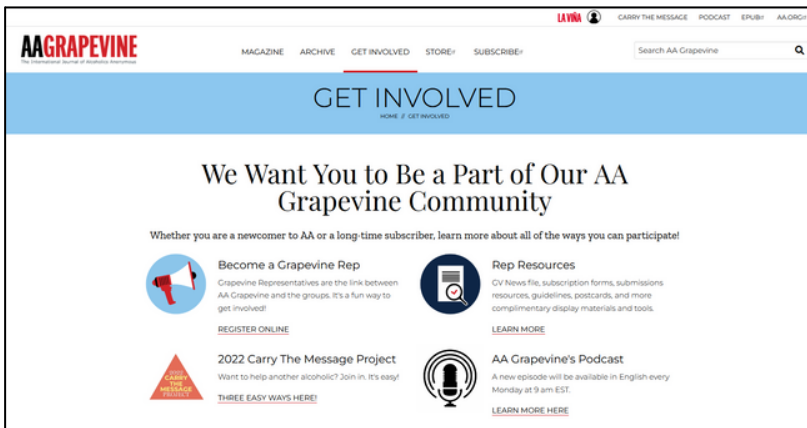 LA VIÑA CARRY THE MESSAGE PODCAST EPUB AA.ORG
AAGRAPEVINE
The International Journal of Alcoholics Anonymous
MAGAZINE ARCHIVE GET INVOLVED STORE SUBSCRIBE
Search AA Grapevine
GET INVOLVED
HOME // GET INVOLVED
We Want You to Be a Part of Our AA
Grapevine Community
Whether you are a newcomer to AA or a long-time subscriber, learn more about all of the ways you can participate!
Become a Grapevine Rep
Grapevine Representatives are the link between
AA Grapevine and the groups. It's a fun way to
get involved!
REGISTER ONLINE
Rep Resources
GV News file, subscription forms, submissions
resources, guidelines, postcards, and more
complimentary display materials and tools.
LEARN MORE
2022
CARRY
THE
MESSAGE
PROJECT
2022 Carry The Message Project
Want to help another alcoholic? Join in. It's easy!
THREE EASY WAYS HERE!
AA Grapevine's Podcast
A new episode will be available in English every
Monday at 9 am EST.
LEARN MORE HERE